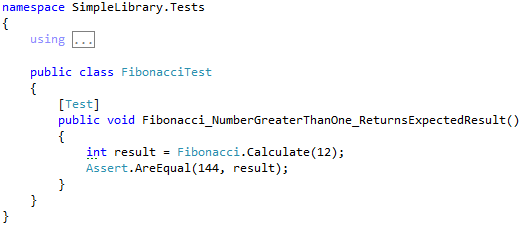 namespace SimpleLibrary.Tests
{
    using ...

    public class FibonacciTest
    {
        [Test]
        public void Fibonacci_NumberGreaterThanOne_ReturnsExpectedResult()
        {
            int result = Fibonacci.Calculate(12);
            Assert.AreEqual(144, result);
        }
    }
}